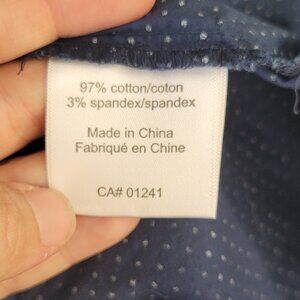 97% cotton/coton
3% spandex/spandex
Made in China
Fabriqué en Chine
CA# 01241